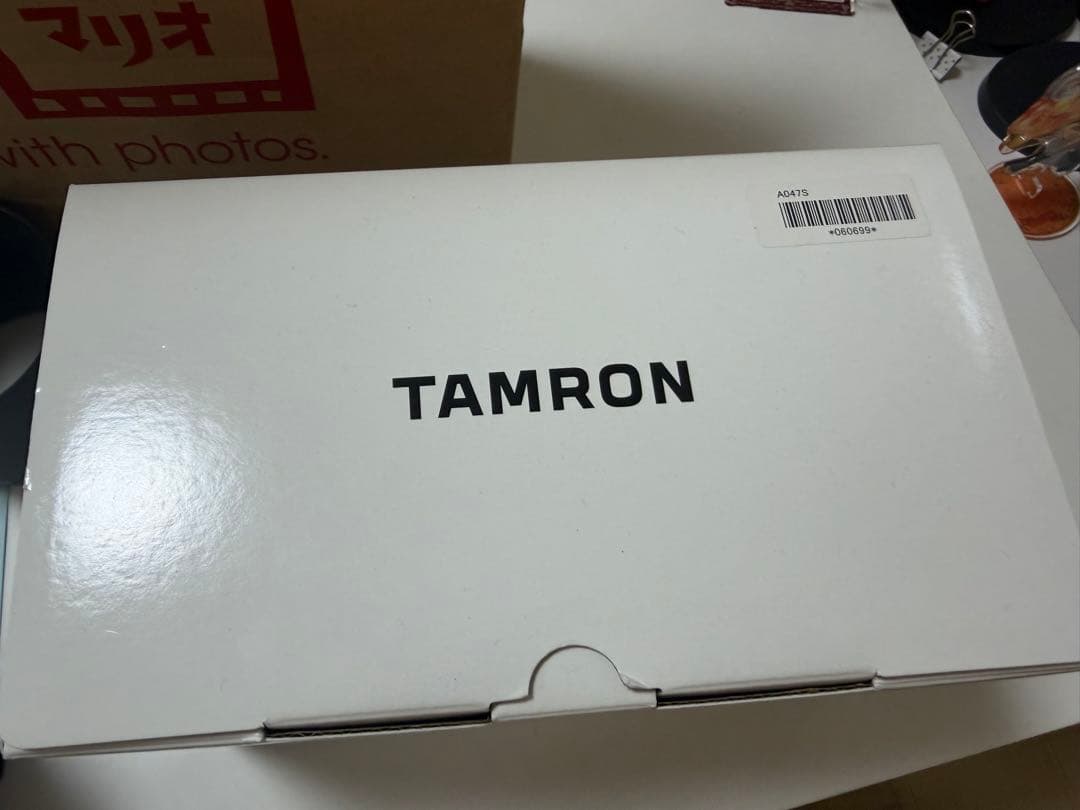 マリオ
with photos.
A047S
*060699*
TAMRON